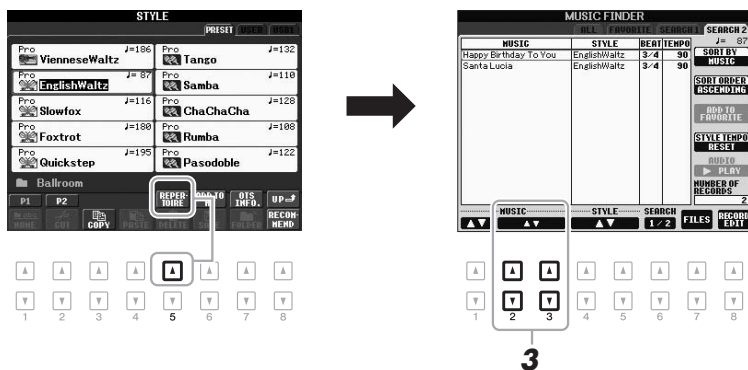 STYLE
PRESET USER USB1
Pro ♩=186 Pro ♩=132
VienneseWaltz Tango
Pro ♩= 87 Pro ♩=110
EnglishWaltz Samba
Pro ♩=116 Pro ♩=128
Slowfox ChaChaCha
Pro ♩=180 Pro ♩=108
Foxtrot Rumba
Pro ♩=195 Pro ♩=122
Quickstep Pasodoble
Ballroom
P1 P2 REPER-TOIRE ADD TO OTS INFO. UP
NAME CUT COPY PASTE DELETE FOLDER RECOM-MEND
1 2 3 4 5 6 7 8
MUSIC FINDER
ALL FAVORITE SEARCH 1 SEARCH 2
♩= 87
MUSIC STYLE BEAT TEMPO
Happy Birthday To You EnglishWaltz 3/4 90
Santa Lucia EnglishWaltz 3/4 90
SORT BY
MUSIC
SORT ORDER
ASCENDING
ADD TO
FAVORITE
STYLE TEMPO
RESET
AUDIO
▶ PLAY
NUMBER OF
RECORDS
2
MUSIC STYLE SEARCH
▲▼ ▲▼ ▲▼ 1/2 FILES RECORD EDIT
1 2 3 4 5 6 7 8
3